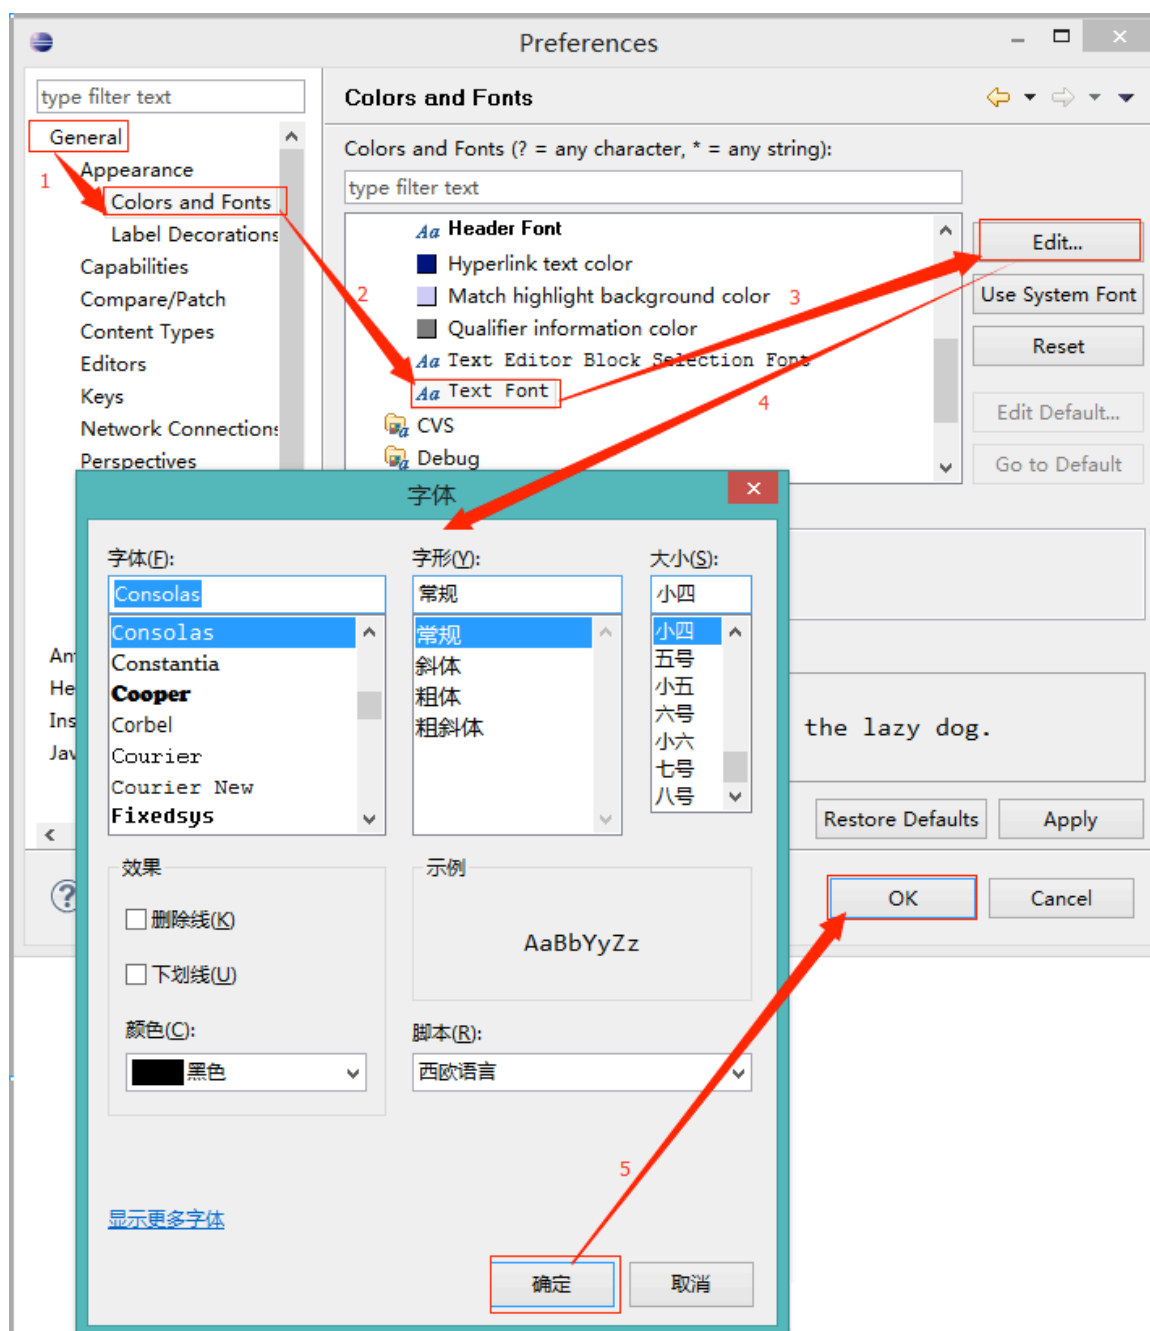 Preferences
type filter text
General
Appearance
Colors and Fonts
Label Decorations
Capabilities
Compare/Patch
Content Types
Editors
Keys
Network Connections
Perspectives
1
Colors and Fonts
Colors and Fonts (? = any character, * = any string):
type filter text
Aa Header Font
Hyperlink text color
Match highlight background color
Qualifier information color
Aa Text Editor Block Selection Font
Aa Text Font
CVS
Debug
2
3
4
Edit...
Use System Font
Reset
Edit Default...
Go to Default
An
He
Ins
Jav
the lazy dog.
Restore Defaults
Apply
OK
Cancel
字体
字体(F):
Consolas
Consolas
Constantia
Cooper
Corbel
Courier
Courier New
Fixedsys
字形(Y):
常规
常规
斜体
粗体
粗斜体
大小(S):
小四
小四
五号
小五
六号
小六
七号
八号
效果
删除线(K)
下划线(U)
颜色(C):
黑色
示例
AaBbYyZz
脚本(R):
西欧语言
5
显示更多字体
确定
取消